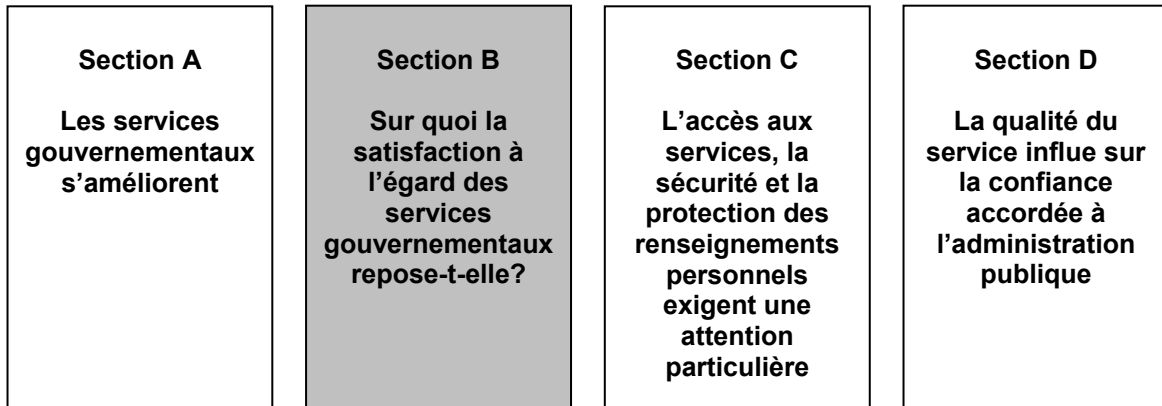 Section A
Les services
gouvernementaux
s'améliorent
Section B
Sur quoi la
satisfaction à
l'égard des
services
gouvernementaux
repose-t-elle?
Section C
L'accès aux
services, la
sécurité et la
protection des
renseignements
personnels
exigent une
attention
particulière
Section D
La qualité du
service influe sur
la confiance
accordée à
l'administration
publique